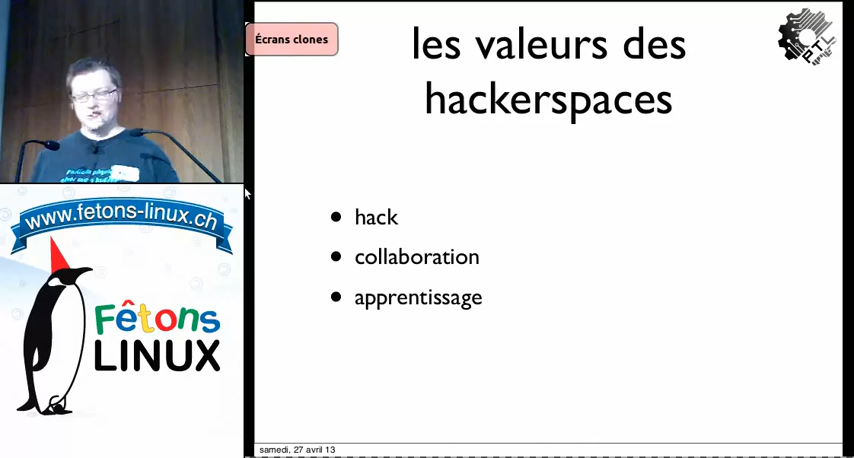 Écrans clones
les valeurs des
hackerspaces
PTL
www.fetons-linux.ch
Fêtons
LINUX
• hack
• collaboration
• apprentissage
samedi, 27 avril 13